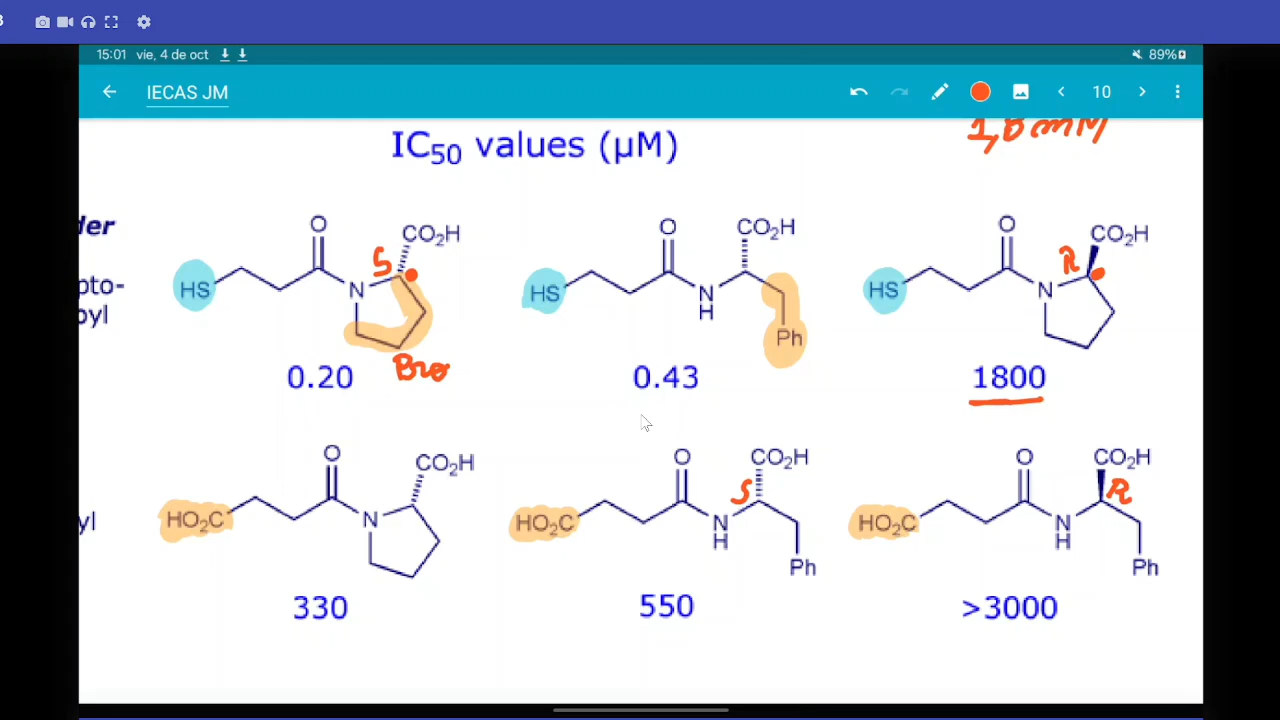 15:01 vie, 4 de oct 89%
IECAS JM 10
IC50 values (µM)
1,8 mM
der
pto-
pyl
HS O N S CO2H
Pro
0.20
HS O N H CO2H Ph
0.43
HS O N R CO2H
1800
yl
HO2C O N CO2H
330
HO2C O N H S CO2H Ph
550
HO2C O N H R CO2H Ph
>3000